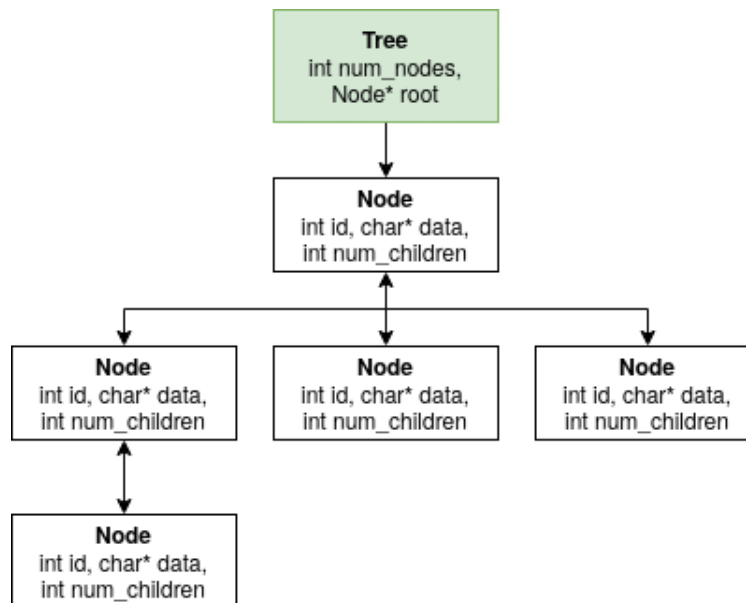 Tree
int num_nodes,
Node* root
Node
int id, char* data,
int num_children
Node
int id, char* data,
int num_children
Node
int id, char* data,
int num_children
Node
int id, char* data,
int num_children
Node
int id, char* data,
int num_children